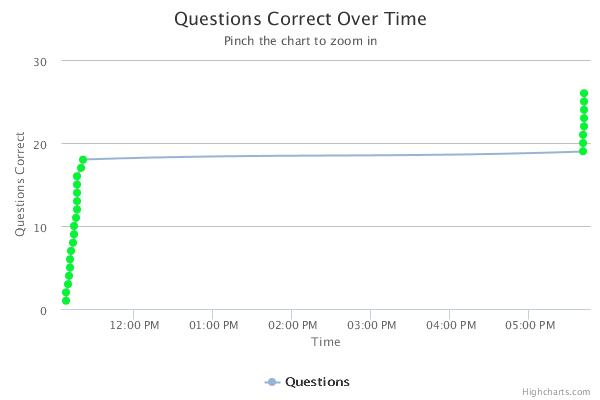 Questions Correct Over Time
Pinch the chart to zoom in
Questions Correct
30
20
10
0
12:00 PM 01:00 PM 02:00 PM 03:00 PM 04:00 PM 05:00 PM
Time
Questions
Highcharts.com